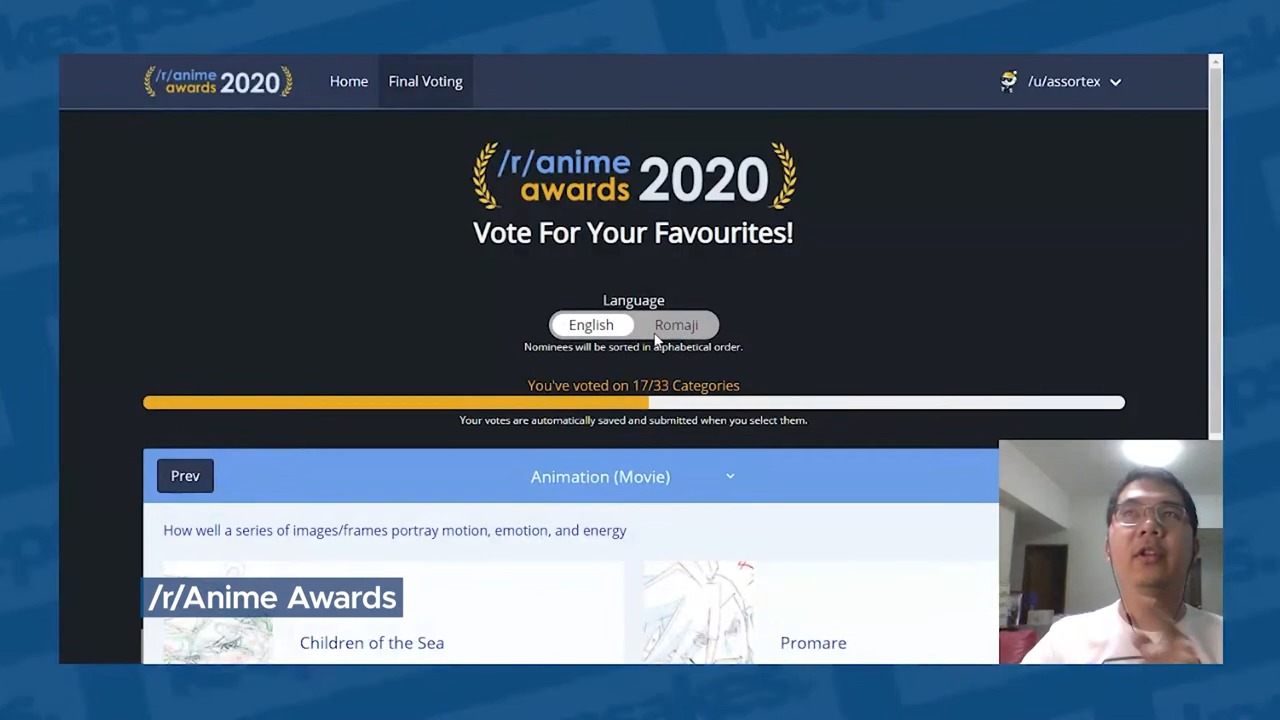 /r/anime
awards 2020
Home
Final Voting
/u/assortex
/r/anime
awards 2020
Vote For Your Favourites!
Language
English
Romaji
Nominees will be sorted in alphabetical order.
You've voted on 17/33 Categories
Your votes are automatically saved and submitted when you select them.
Prev
Animation (Movie)
How well a series of images/frames portray motion, emotion, and energy
/r/Anime Awards
Children of the Sea
Promare